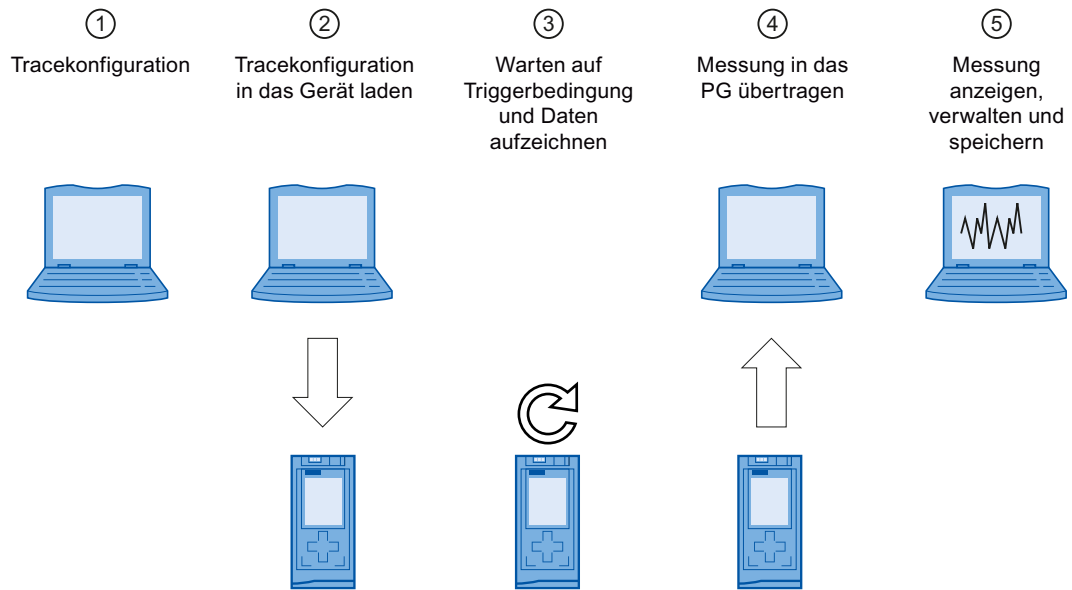 1
Tracekonfiguration
2
Tracekonfiguration
in das Gerät laden
3
Warten auf
Triggerbedingung
und Daten
aufzeichnen
4
Messung in das
PG übertragen
5
Messung
anzeigen,
verwalten und
speichern